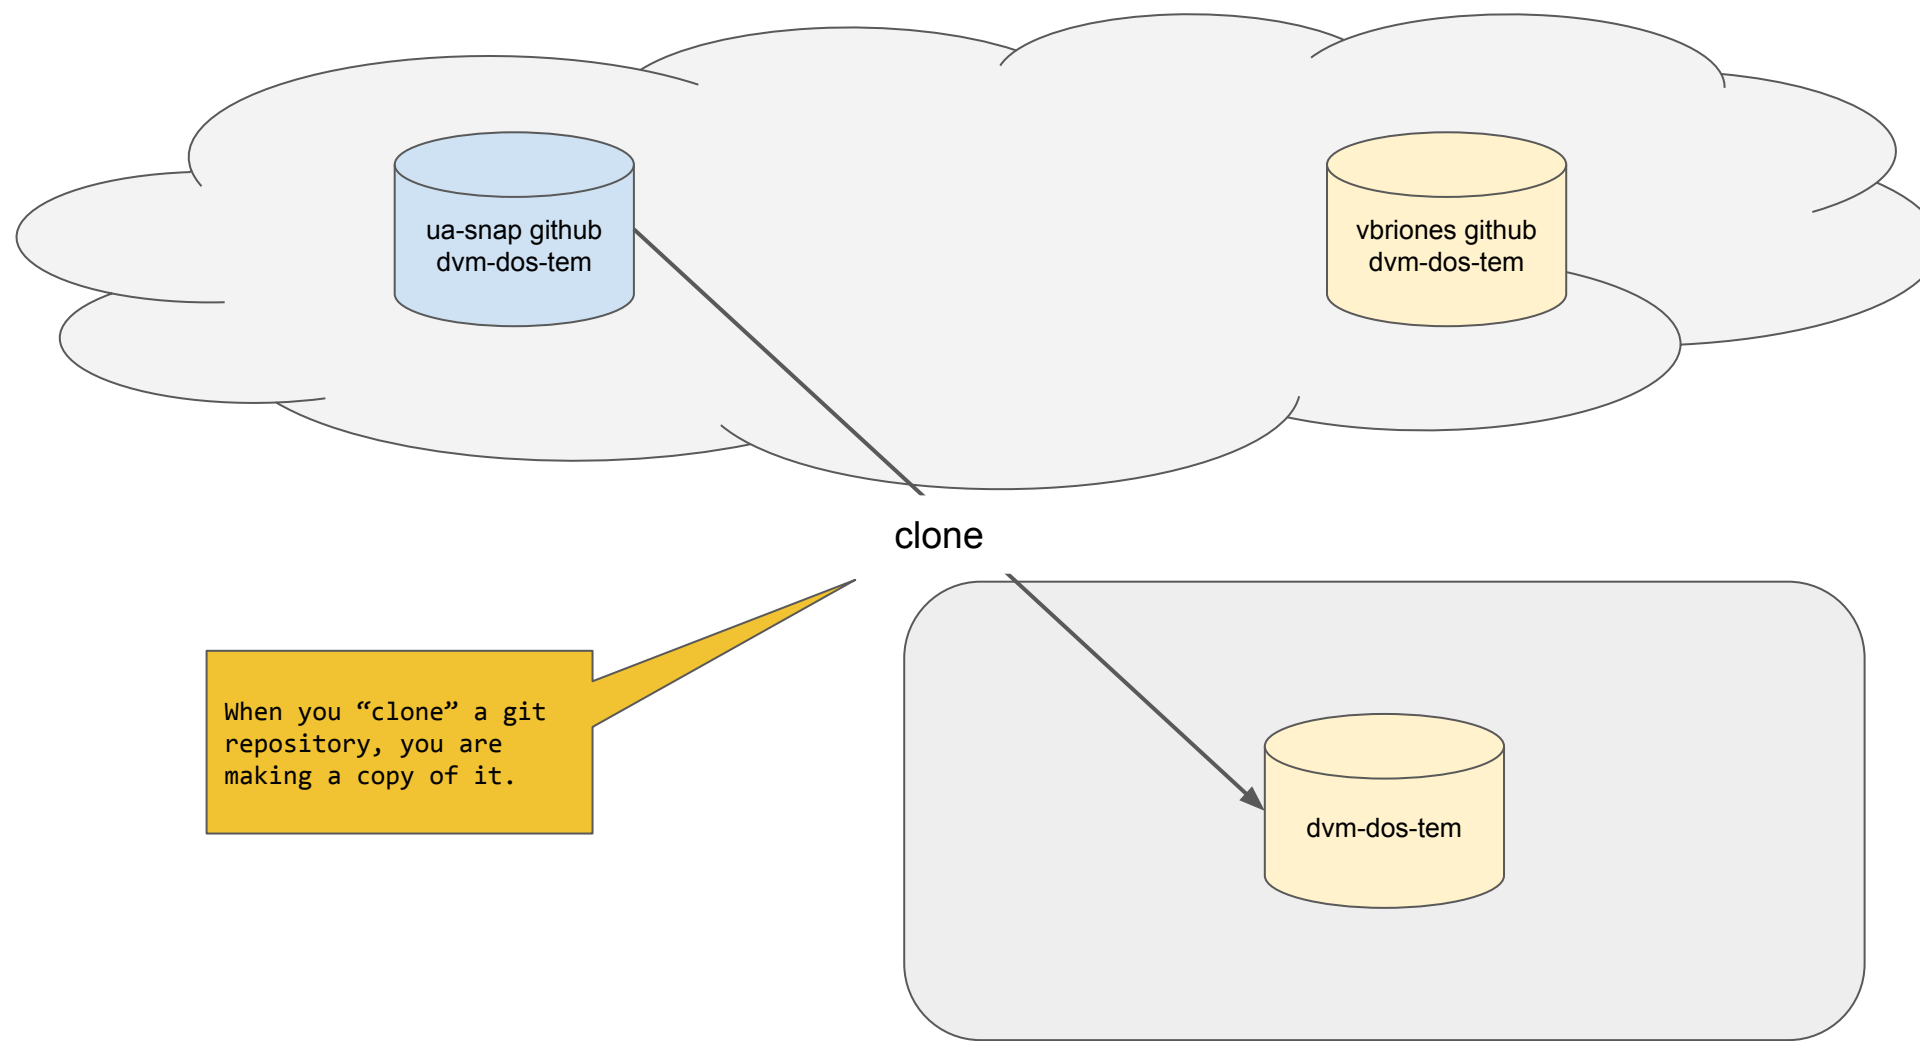 ua-snap github
dvm-dos-tem
vbriones github
dvm-dos-tem
clone
When you “clone” a git
repository, you are
making a copy of it.
dvm-dos-tem